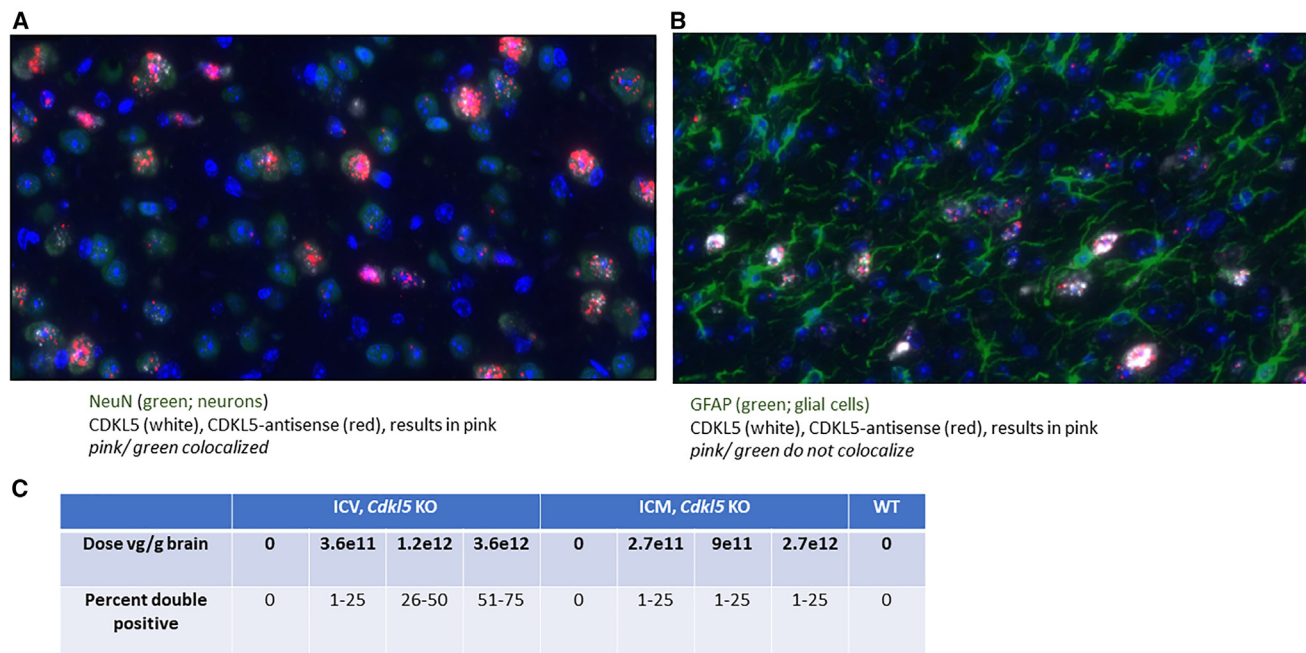 A
B
NeuN (green; neurons)
CDKL5 (white), CDKL5-antisense (red), results in pink
pink/ green colocalized
GFAP (green; glial cells)
CDKL5 (white), CDKL5-antisense (red), results in pink
pink/ green do not colocalize
C
ICV, Cdkl5 KO ICM, Cdkl5 KO WT
Dose vg/g brain 0 3.6e11 1.2e12 3.6e12 0 2.7e11 9e11 2.7e12 0
Percent double 0 1-25 26-50 51-75 0 1-25 1-25 1-25 0
positive